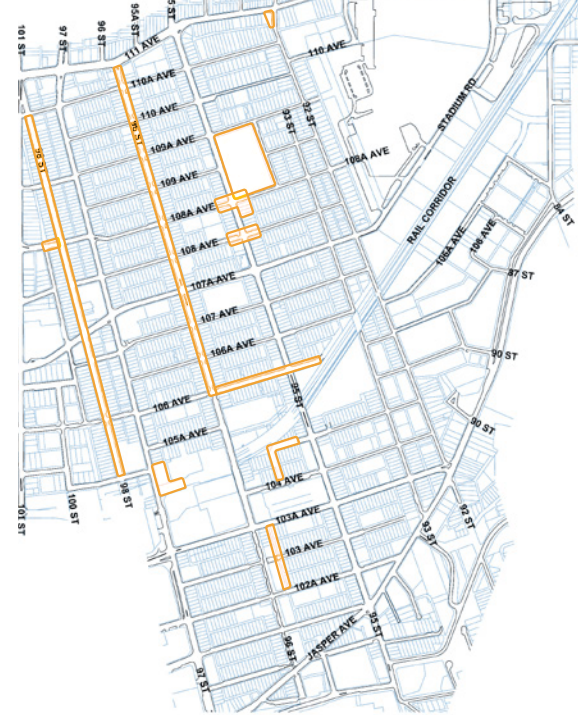 101 ST
97 ST
96 ST
95A ST
111 AVE
110A AVE
110 AVE
93 ST
92 ST
110 AVE
STADIUM RD
98 ST
96 ST
109A AVE
109 AVE
108A AVE
108A AVE
84 ST
RAIL CORRIDOR
106A AVE
106 AVE
108 AVE
107A AVE
87 ST
107 AVE
106A AVE
90 ST
106 AVE
95 ST
105A AVE
90 ST
104 AVE
98 ST
100 ST
101 ST
103A AVE
92 ST
93 ST
103 AVE
102A AVE
95 ST
96 ST
JASPER AVE
97 ST